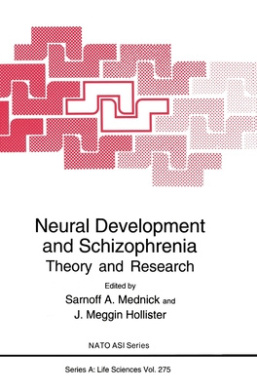 Neural Development
and Schizophrenia
Theory and Research
Edited by
Sarnoff A. Mednick and
J. Meggin Hollister
NATO ASI Series
Series A: Life Sciences Vol. 275